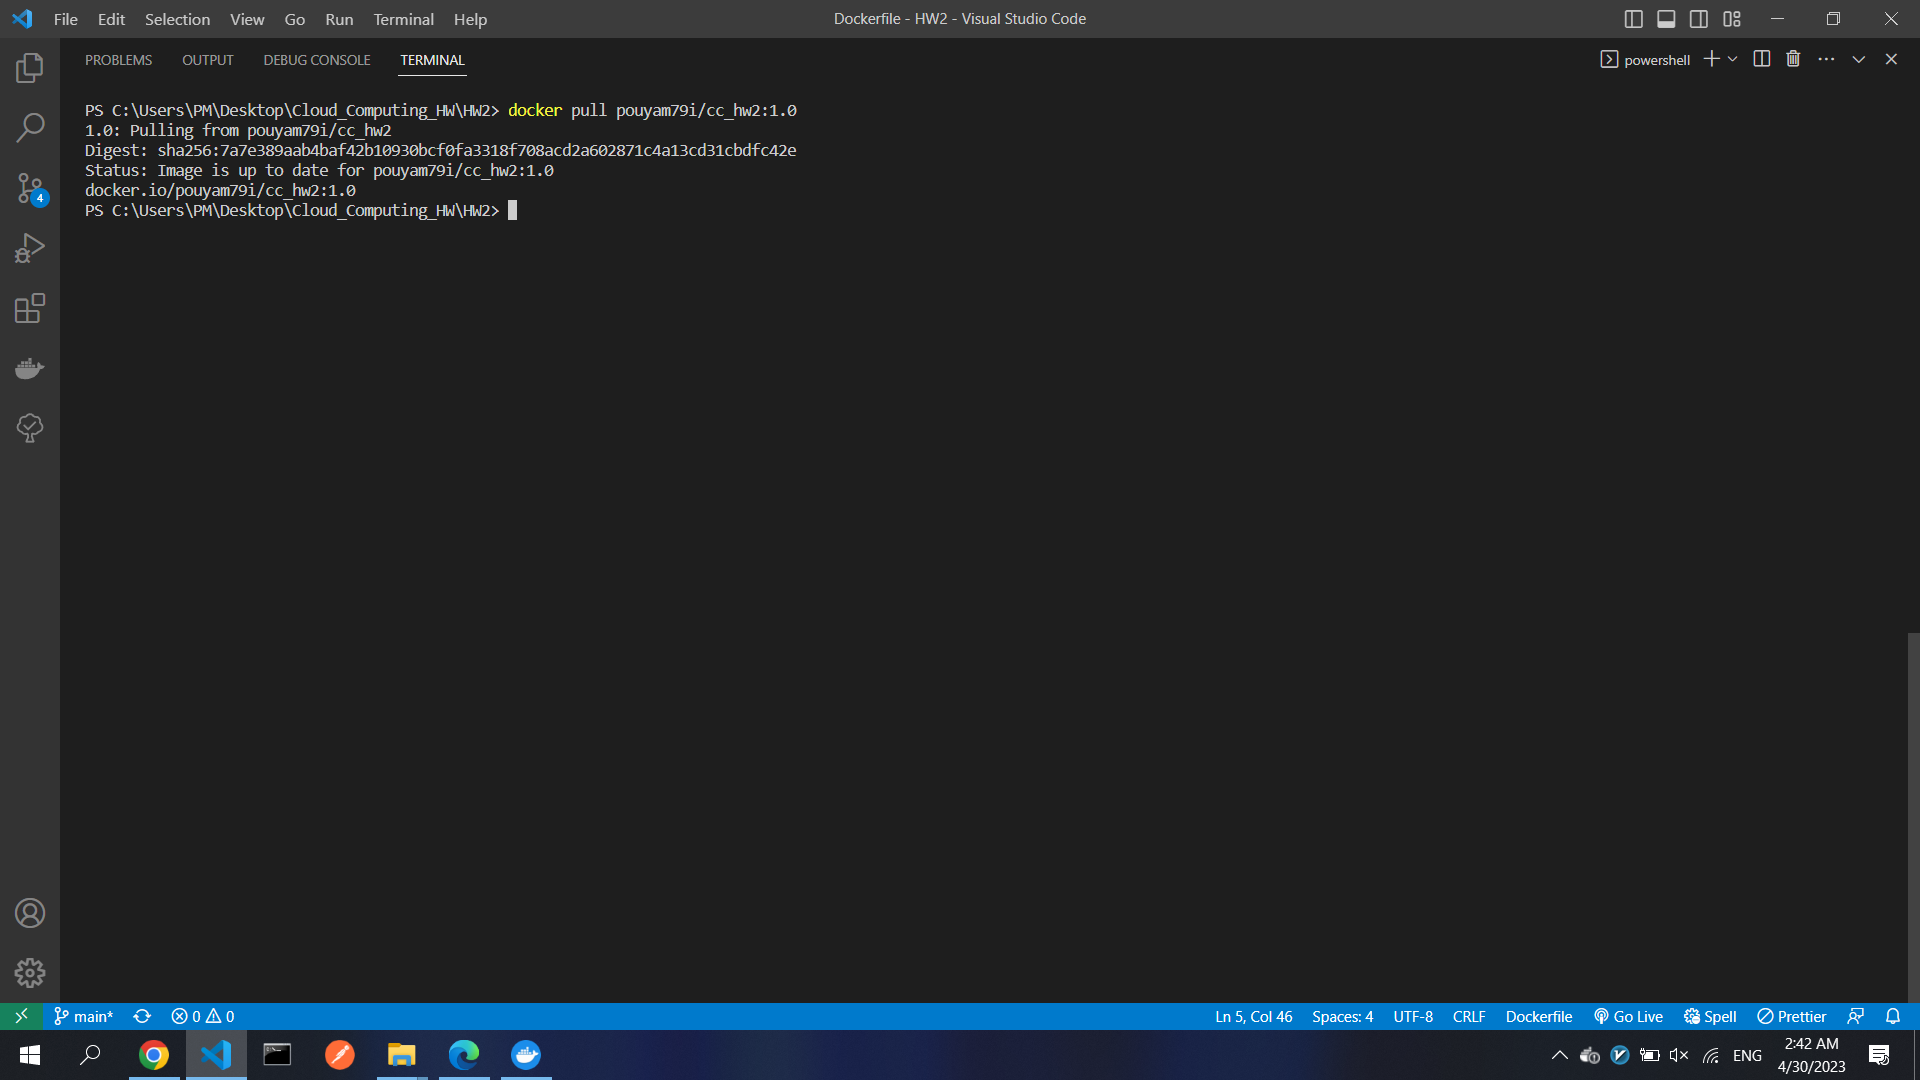 File Edit Selection View Go Run Terminal Help
Dockerfile - HW2 - Visual Studio Code
PROBLEMS OUTPUT DEBUG CONSOLE TERMINAL
powershell
PS C:\Users\PM\Desktop\Cloud_Computing_HW\HW2> docker pull pouyam79i/cc_hw2:1.0
1.0: Pulling from pouyam79i/cc_hw2
Digest: sha256:7a7e389aab4baf42b10930bcf0fa3318f708acd2a602871c4a13cd31cbdfc42e
Status: Image is up to date for pouyam79i/cc_hw2:1.0
docker.io/pouyam79i/cc_hw2:1.0
PS C:\Users\PM\Desktop\Cloud_Computing_HW\HW2>
4
main* 0 0 Ln 5, Col 46 Spaces: 4 UTF-8 CRLF Dockerfile Go Live Spell Prettier
ENG
2:42 AM
4/30/2023